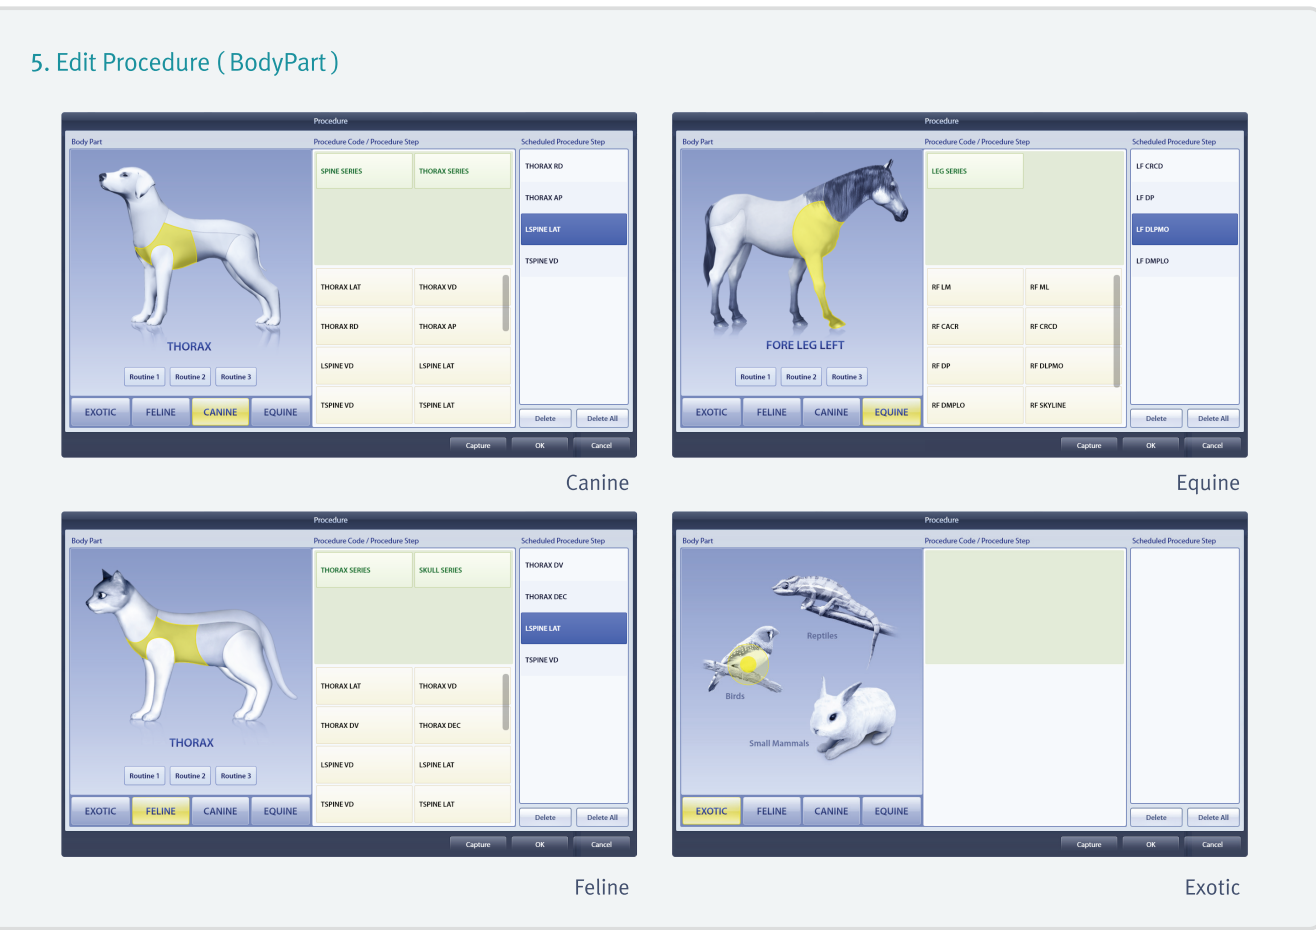 5. Edit Procedure ( BodyPart )
Procedure
Body Part
Procedure Code / Procedure Step
Scheduled Procedure Step
THORAX
Routine 1
Routine 2
Routine 3
EXOTIC
FELINE
CANINE
EQUINE
SPINE SERIES
THORAX SERIES
THORAX LAT
THORAX VD
THORAX RD
THORAX AP
LSPINE VD
LSPINE LAT
TSPINE VD
TSPINE LAT
THORAX RD
THORAX AP
LSPINE LAT
TSPINE VD
Delete
Delete All
Capture
OK
Cancel
Canine
Procedure
Body Part
Procedure Code / Procedure Step
Scheduled Procedure Step
FORE LEG LEFT
Routine 1
Routine 2
Routine 3
EXOTIC
FELINE
CANINE
EQUINE
LEG SERIES
RF LM
RF ML
RF CACR
RF CRCD
RF DP
RF DLPMO
RF DMPLO
RF SKYLINE
LF CRCD
LF DP
LF DLPMO
LF DMPLO
Delete
Delete All
Capture
OK
Cancel
Equine
Procedure
Body Part
Procedure Code / Procedure Step
Scheduled Procedure Step
THORAX
Routine 1
Routine 2
Routine 3
EXOTIC
FELINE
CANINE
EQUINE
THORAX SERIES
SKULL SERIES
THORAX LAT
THORAX VD
THORAX DV
THORAX DEC
LSPINE VD
LSPINE LAT
TSPINE VD
TSPINE LAT
THORAX DV
THORAX DEC
LSPINE LAT
TSPINE VD
Delete
Delete All
Capture
OK
Cancel
Feline
Procedure
Body Part
Procedure Code / Procedure Step
Scheduled Procedure Step
Reptiles
Birds
Small Mammals
EXOTIC
FELINE
CANINE
EQUINE
Delete
Delete All
Capture
OK
Cancel
Exotic